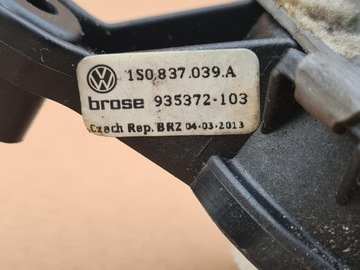 1S0.837.039.A
brose 935372-103
Czech Rep. BRZ 04-03-2013